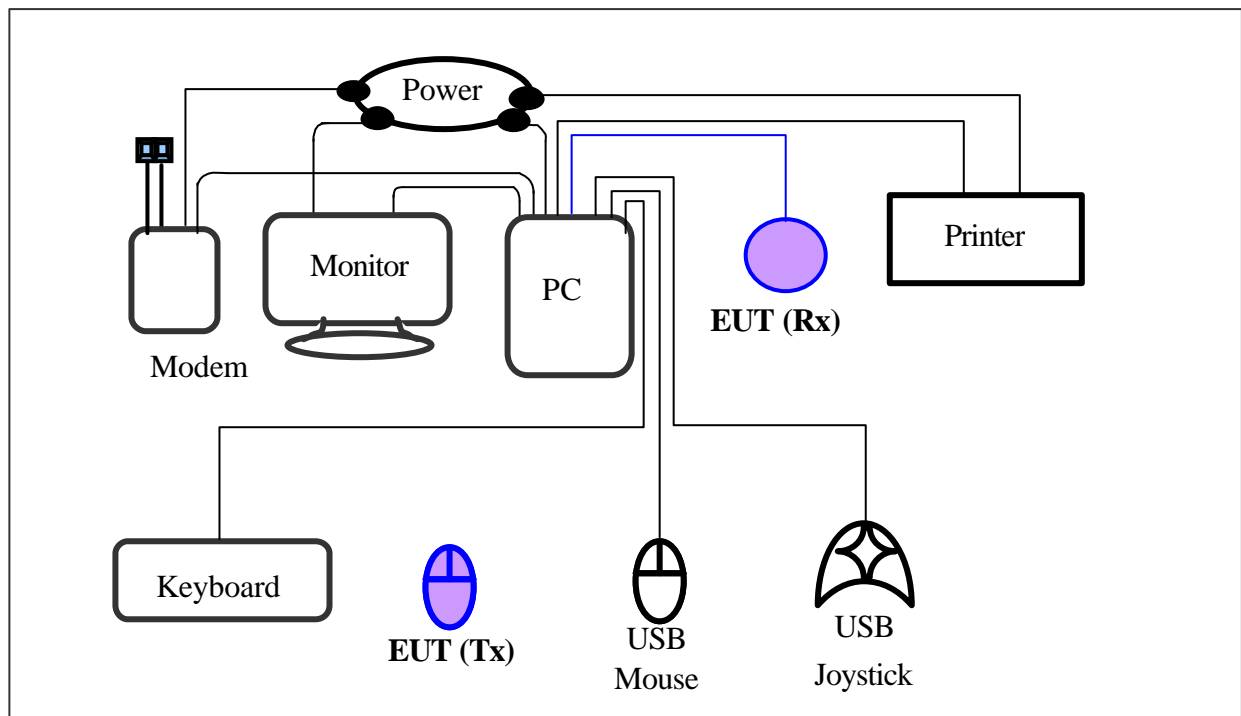 Power
Printer
Monitor
PC
EUT (Rx)
Modem
Keyboard
EUT (Tx)
USB
Mouse
USB
Joystick